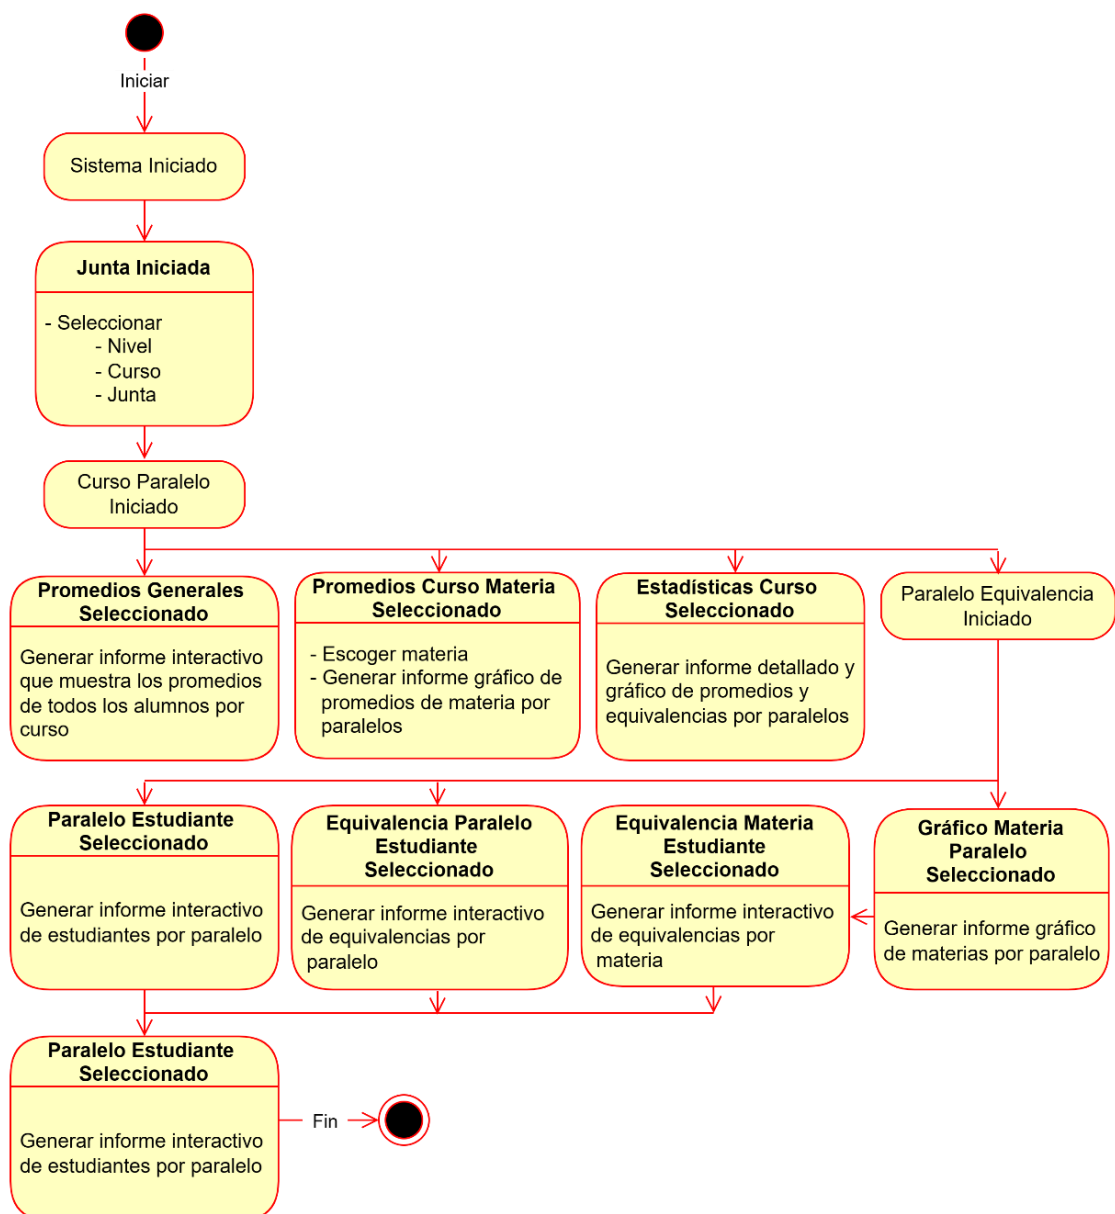 Iniciar
Sistema Iniciado
Junta Iniciada
- Seleccionar
- Nivel
- Curso
- Junta
Curso Paralelo
Iniciado
Promedios Generales
Seleccionado
Generar informe interactivo
que muestra los promedios
de todos los alumnos por
curso
Promedios Curso Materia
Seleccionado
- Escoger materia
- Generar informe gráfico de
promedios de materia por
paralelos
Estadísticas Curso
Seleccionado
Generar informe detallado y
gráfico de promedios y
equivalencias por paralelos
Paralelo Equivalencia
Iniciado
Paralelo Estudiante
Seleccionado
Generar informe interactivo
de estudiantes por paralelo
Equivalencia Paralelo
Estudiante
Seleccionado
Generar informe interactivo
de equivalencias por
paralelo
Equivalencia Materia
Estudiante
Seleccionado
Generar informe interactivo
de equivalencias por
materia
Gráfico Materia
Paralelo
Seleccionado
Generar informe gráfico
de materias por paralelo
Paralelo Estudiante
Seleccionado
Generar informe interactivo
de estudiantes por paralelo
Fin